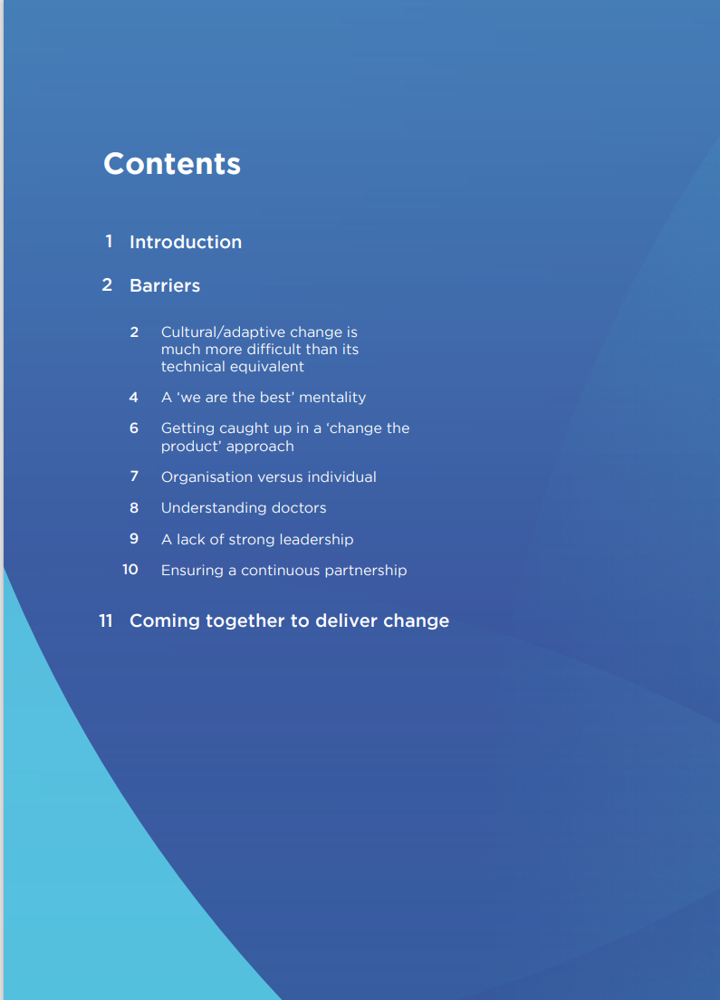 Contents
1 Introduction
2 Barriers
2 Cultural/adaptive change is
much more difficult than its
technical equivalent
4 A ‘we are the best’ mentality
6 Getting caught up in a ‘change the
product’ approach
7 Organisation versus individual
8 Understanding doctors
9 A lack of strong leadership
10 Ensuring a continuous partnership
11 Coming together to deliver change